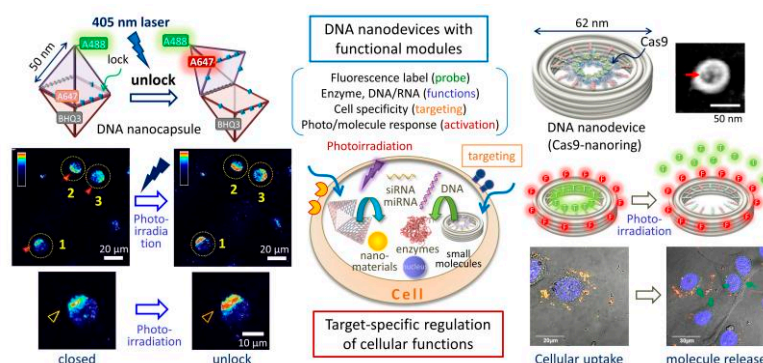 405 nm laser
A488
A488
A647
50 nm
lock
unlock
A647
BHQ3
BHQ3
DNA nanocapsule
2
3
1
20 µm
Photo-
irradia
tion
2
3
1
20 µm
Photo-
irradiation
10 µm
closed
unlock
DNA nanodevices with
functional modules
Fluorescence label (probe)
Enzyme, DNA/RNA (functions)
Cell specificity (targeting)
Photo/molecule response (activation)
Photoirradiation
targeting
siRNA
miRNA
DNA
nano-
materials
enzymes
small
molecules
nucleus
Cell
Target-specific regulation
of cellular functions
62 nm
Cas9
50 nm
DNA nanodevice
(Cas9-nanoring)
Photo-
irradiation
20µm
50µm
Cellular uptake
molecule release